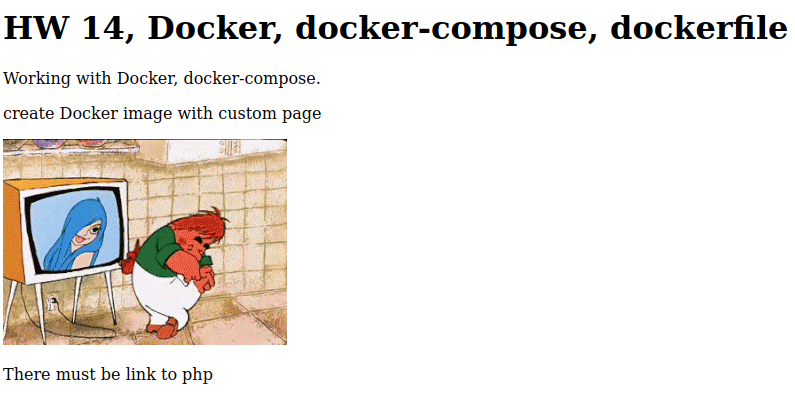 HW 14, Docker, docker-compose, dockerfile
Working with Docker, docker-compose.
create Docker image with custom page
There must be link to php